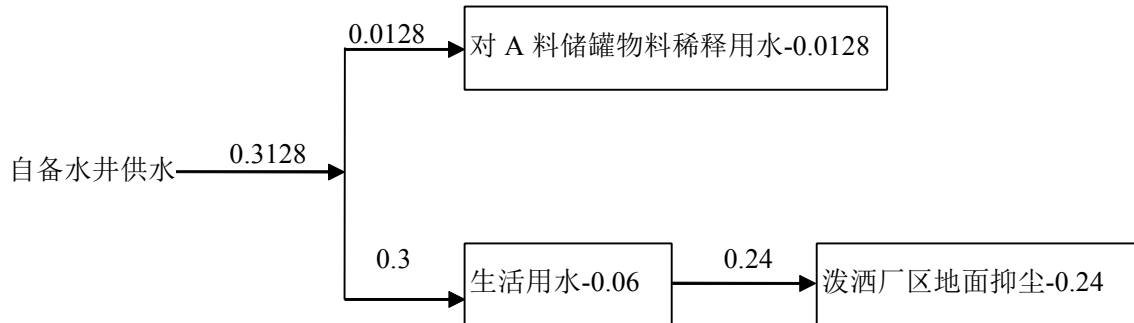 0.0128
对 A 料储罐物料稀释用水-0.0128
自备水井供水
0.3128
0.3
生活用水-0.06
0.24
泼洒厂区地面抑尘-0.24